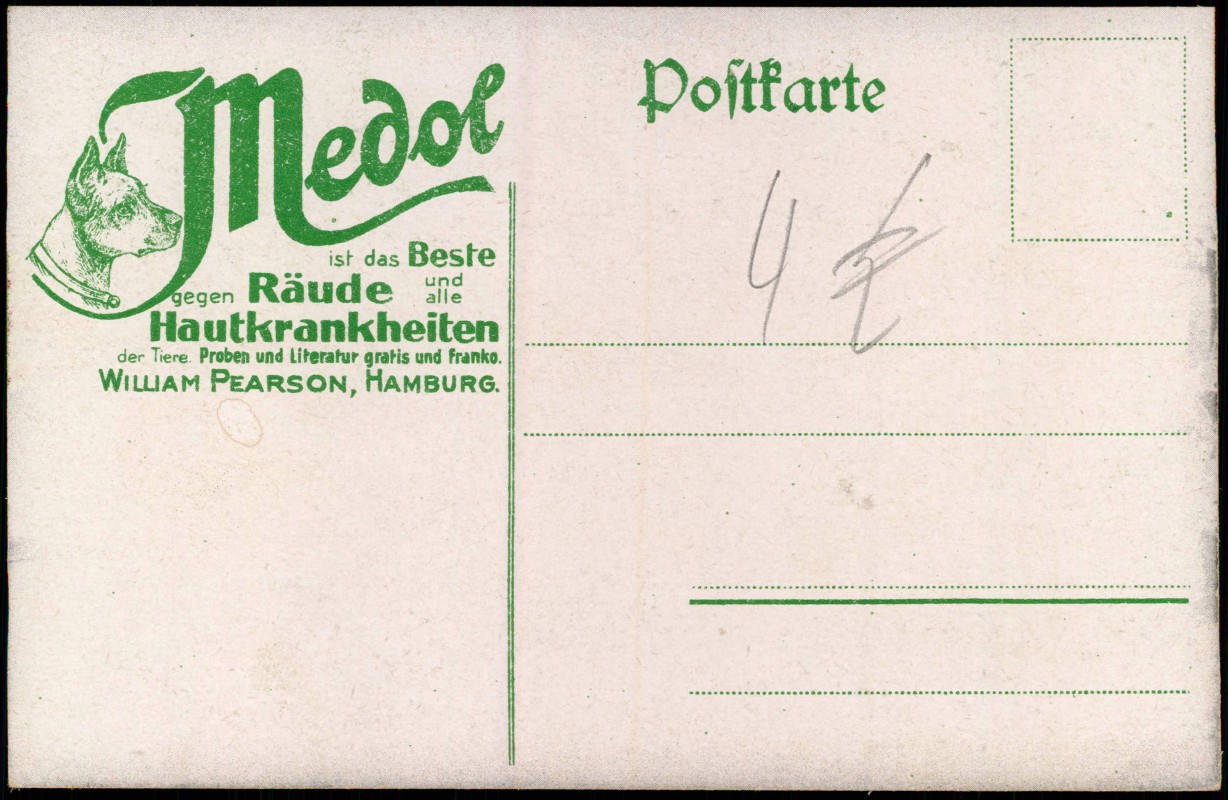 Medol
ist das Beste
gegen Räude und alle
Hautkrankheiten
der Tiere. Proben und Literatur gratis und franko.
WILLIAM PEARSON, HAMBURG.
Poſtkarte
4